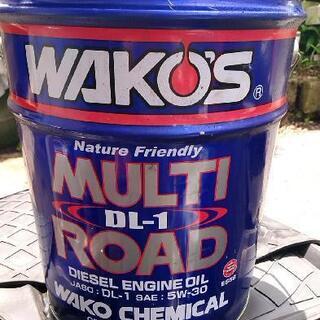 WAKO'S®
Nature Friendly
MULTI
DL-1
ROAD
DIESEL ENGINE OIL
JASO : DL-1 SAE : 5W-30
WAKO CHEMICAL